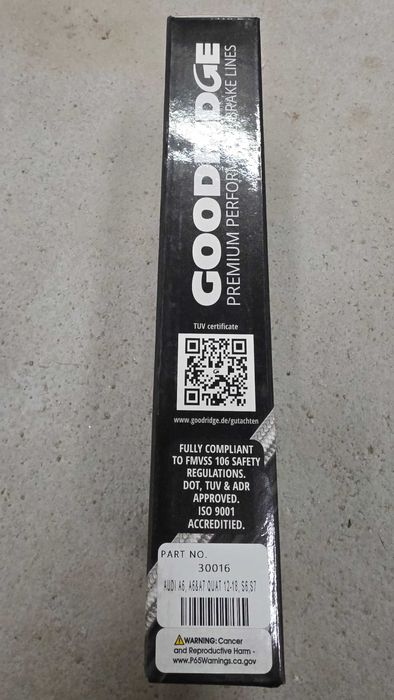 GOODRIDGE
PREMIUM PERFORMANCE BRAKE LINES
TUV certificate
www.goodridge.de/gutachten
FULLY COMPLIANT
TO FMVSS 106 SAFETY
REGULATIONS.
DOT, TUV & ADR
APPROVED.
ISO 9001
ACCREDITIED.
PART NO.
30016
AUDI A6, A6&A7 QUAT 12-18, S6,S7
WARNING: Cancer
and Reproductive Harm -
www.P65Warnings.ca.gov